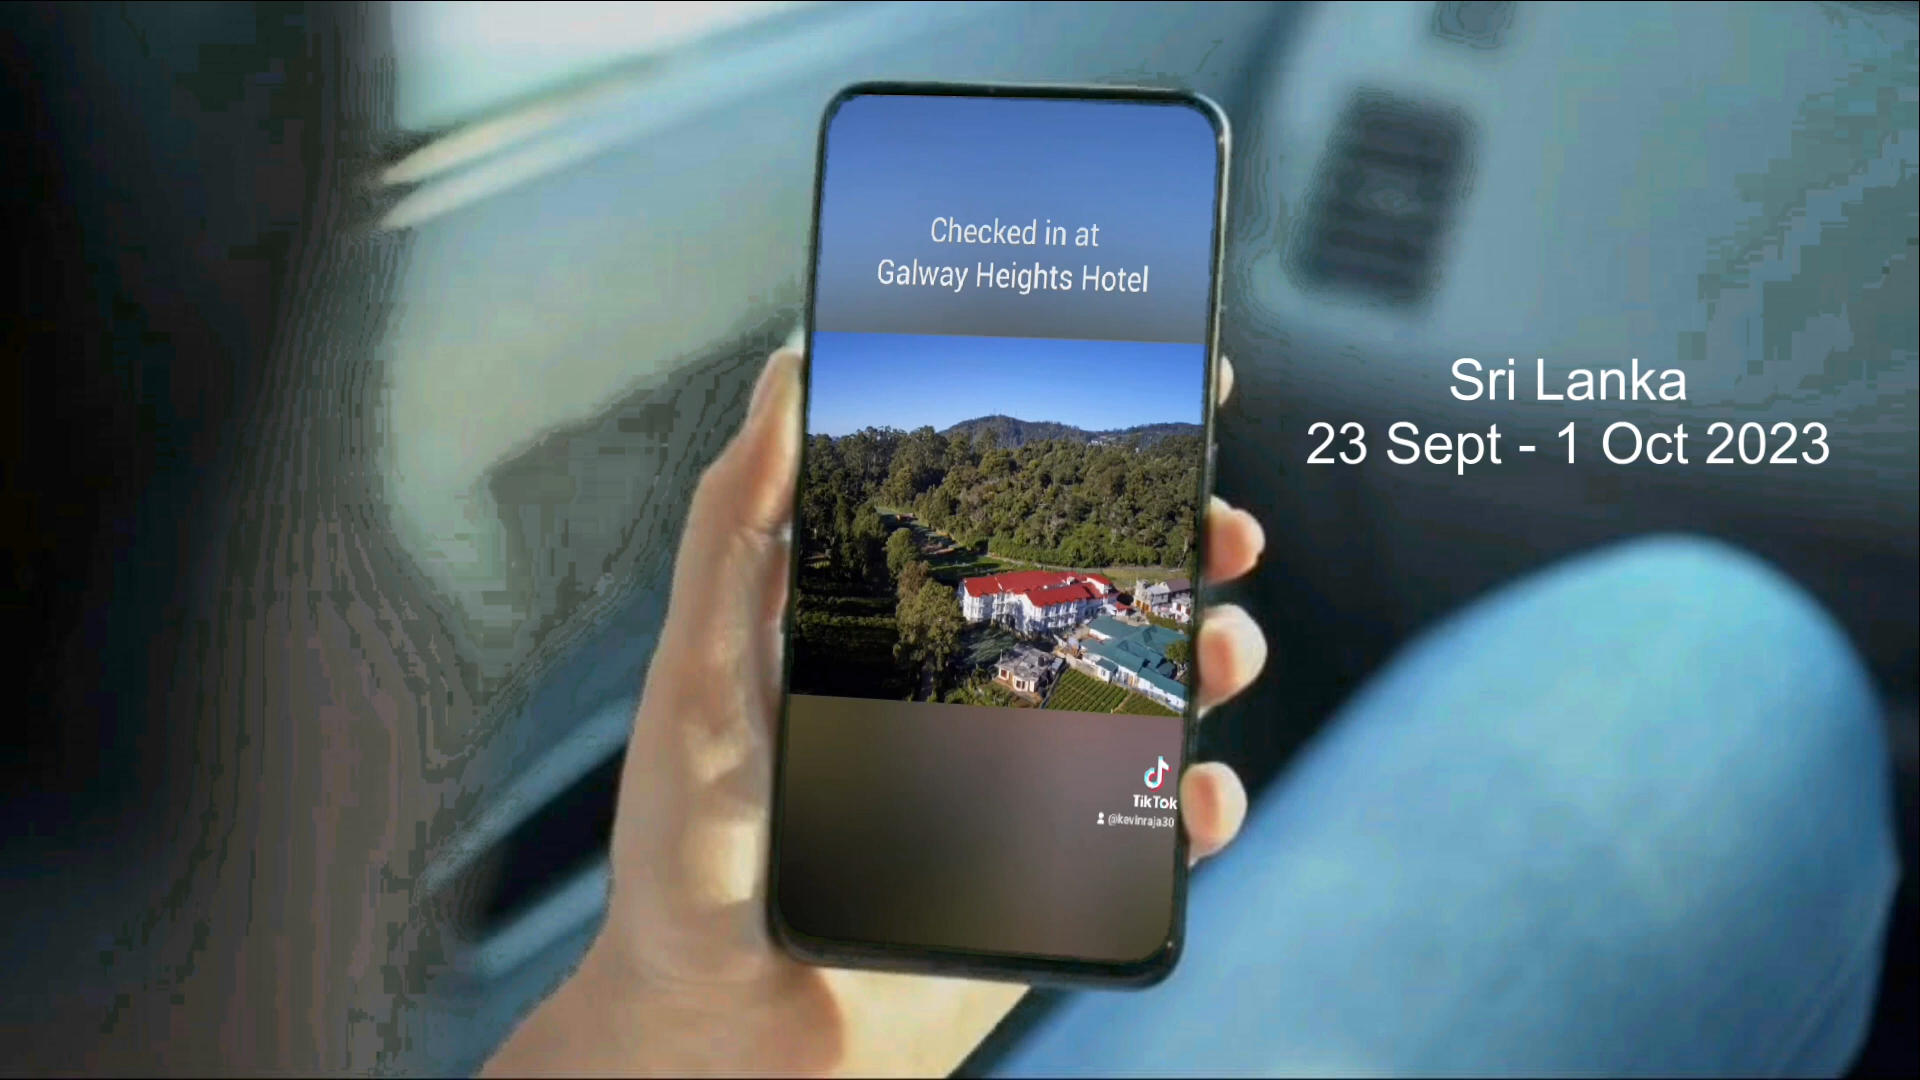 Checked in at
Galway Heights Hotel
Sri Lanka
23 Sept - 1 Oct 2023
TikTok
@kevinraja30